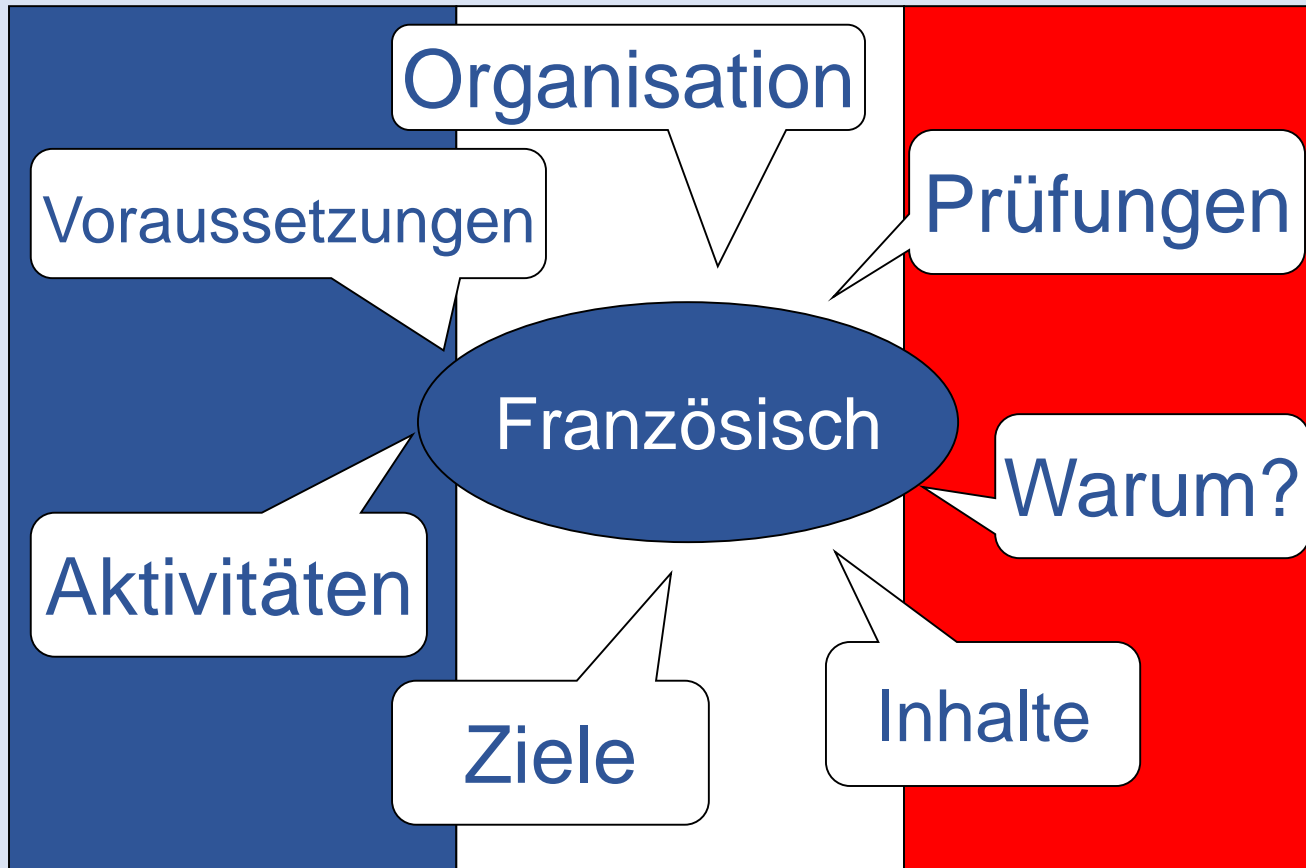 Organisation
Prüfungen
Voraussetzungen
Französisch
Warum?
Aktivitäten
Inhalte
Ziele